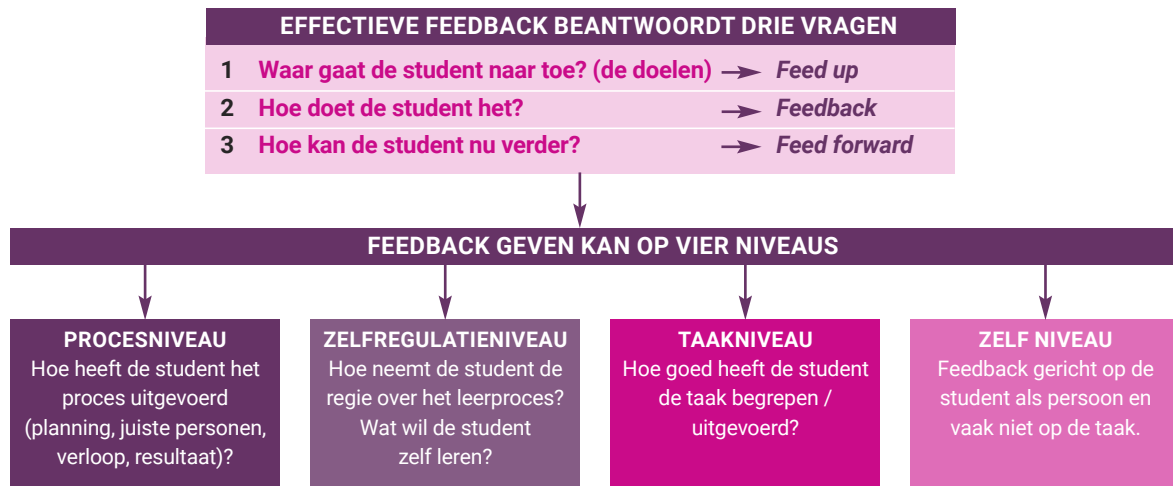 EFFECTIEVE FEEDBACK BEANTWOORDT DRIE VRAGEN
1 Waar gaat de student naar toe? (de doelen) Feed up
2 Hoe doet de student het? Feedback
3 Hoe kan de student nu verder? Feed forward
FEEDBACK GEVEN KAN OP VIER NIVEAUS
PROCESNIVEAU
Hoe heeft de student het
proces uitgevoerd
(planning, juiste personen,
verloop, resultaat)?
ZELFREGULATIENIVEAU
Hoe neemt de student de
regie over het leerproces?
Wat wil de student
zelf leren?
TAAKNIVEAU
Hoe goed heeft de student
de taak begrepen /
uitgevoerd?
ZELF NIVEAU
Feedback gericht op de
student als persoon en
vaak niet op de taak.